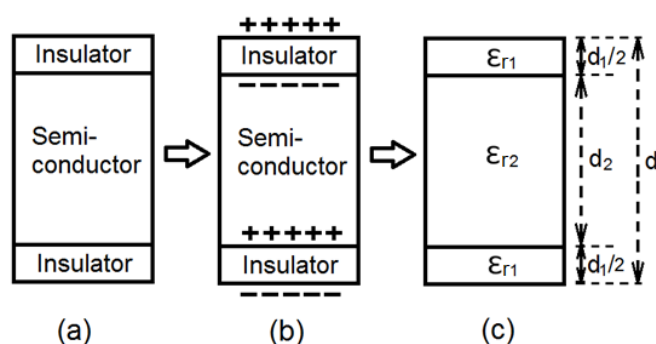 Insulator
Semi-
conductor
Insulator
(a)
+++++
Insulator
-----
Semi-
conductor
+++++
Insulator
-----
(b)
εr1
εr2
εr1
d1/2
d2
d
d1/2
(c)